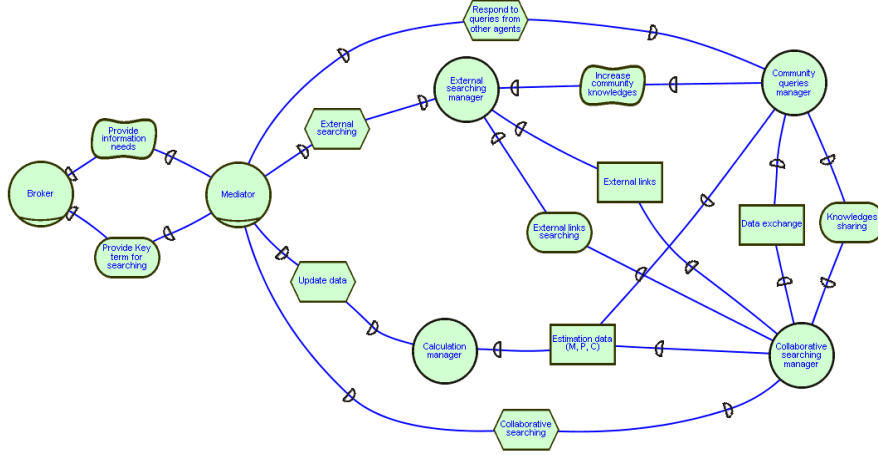 Respond to
queries from
other agents
Community
queries
manager
External
searching
manager
Increase
community
knowledges
External
searching
Provide
information
needs
Broker
Mediator
External links
Provide Key
term for
searching
External links
searching
Data exchange
Knowledges
sharing
Update data
Calculation
manager
Estimation data
(M, P, C)
Collaborative
searching
manager
Collaborative
searching